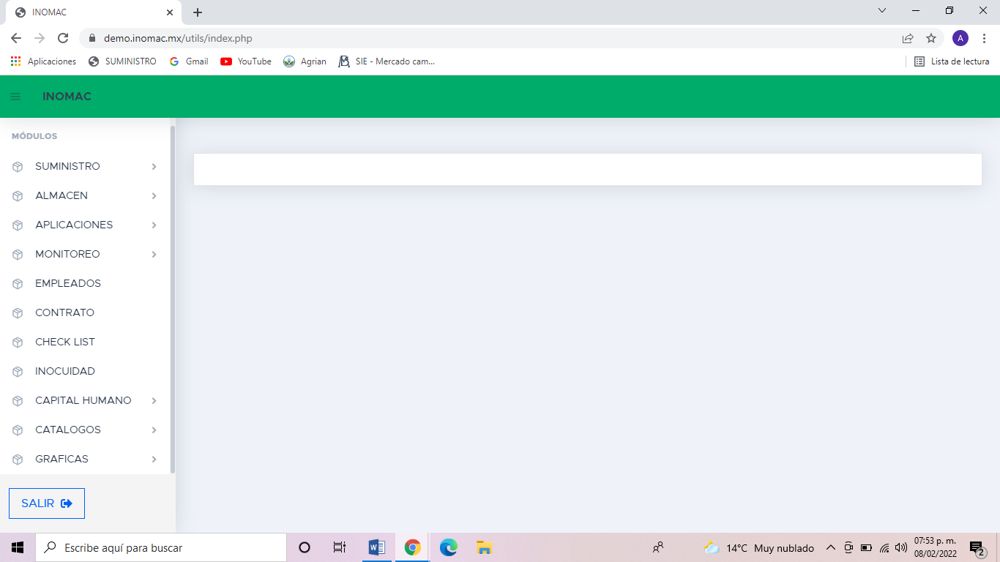 INOMAC
demo.inomac.mx/utils/index.php
A
Aplicaciones SUMINISTRO Gmail YouTube Agrian SIE - Mercado cam... Lista de lectura
INOMAC
MÓDULOS
SUMINISTRO
ALMACEN
APLICACIONES
MONITOREO
EMPLEADOS
CONTRATO
CHECK LIST
INOCUIDAD
CAPITAL HUMANO
CATALOGOS
GRAFICAS
SALIR
Escribe aquí para buscar
14°C Muy nublado
07:53 p. m.
08/02/2022
2